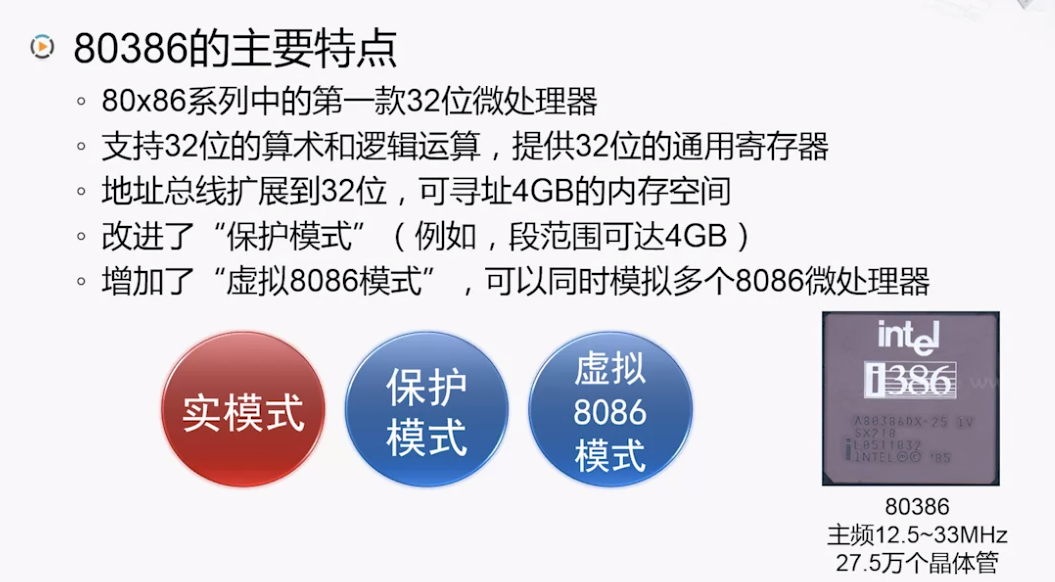 80386的主要特点
80x86系列中的第一款32位微处理器
支持32位的算术和逻辑运算，提供32位的通用寄存器
地址总线扩展到32位，可寻址4GB的内存空间
改进了“保护模式”（例如，段范围可达4GB）
增加了“虚拟8086模式”，可以同时模拟多个8086微处理器
实模式
保护
模式
虚拟
8086
模式
intel
i386
A80386DX-25 IV
SX218
INTEL Ⓜ © '85
80386
主频12.5~33MHz
27.5万个晶体管